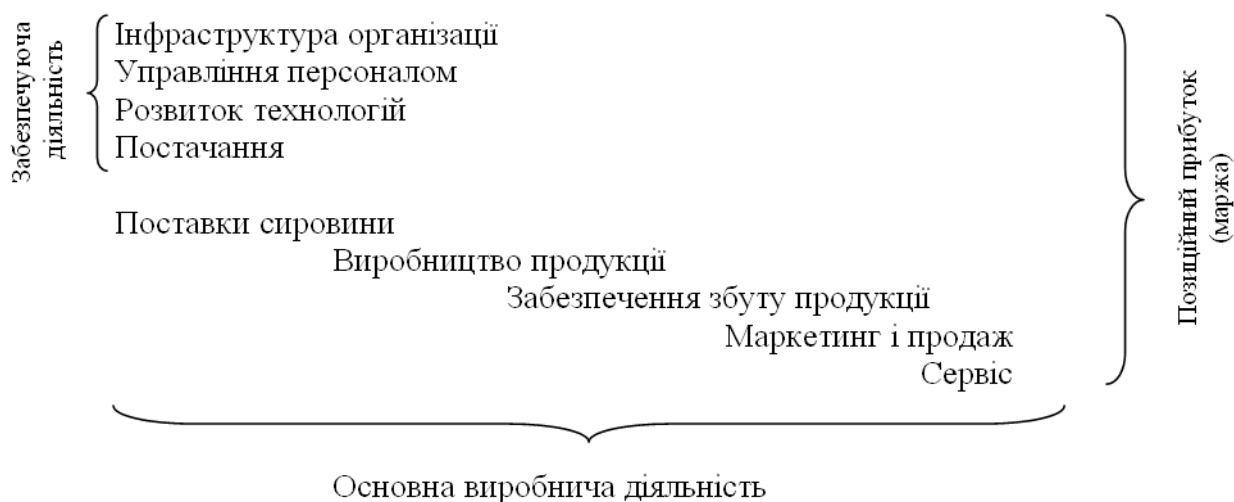 Забезпечуюча
діяльність
Інфраструктура організації
Управління персоналом
Розвиток технологій
Постачання
Поставки сировини
Виробництво продукції
Забезпечення збуту продукції
Маркетинг і продаж
Сервіс
Позиційний прибуток
(маржа)
Основна виробнича діяльність